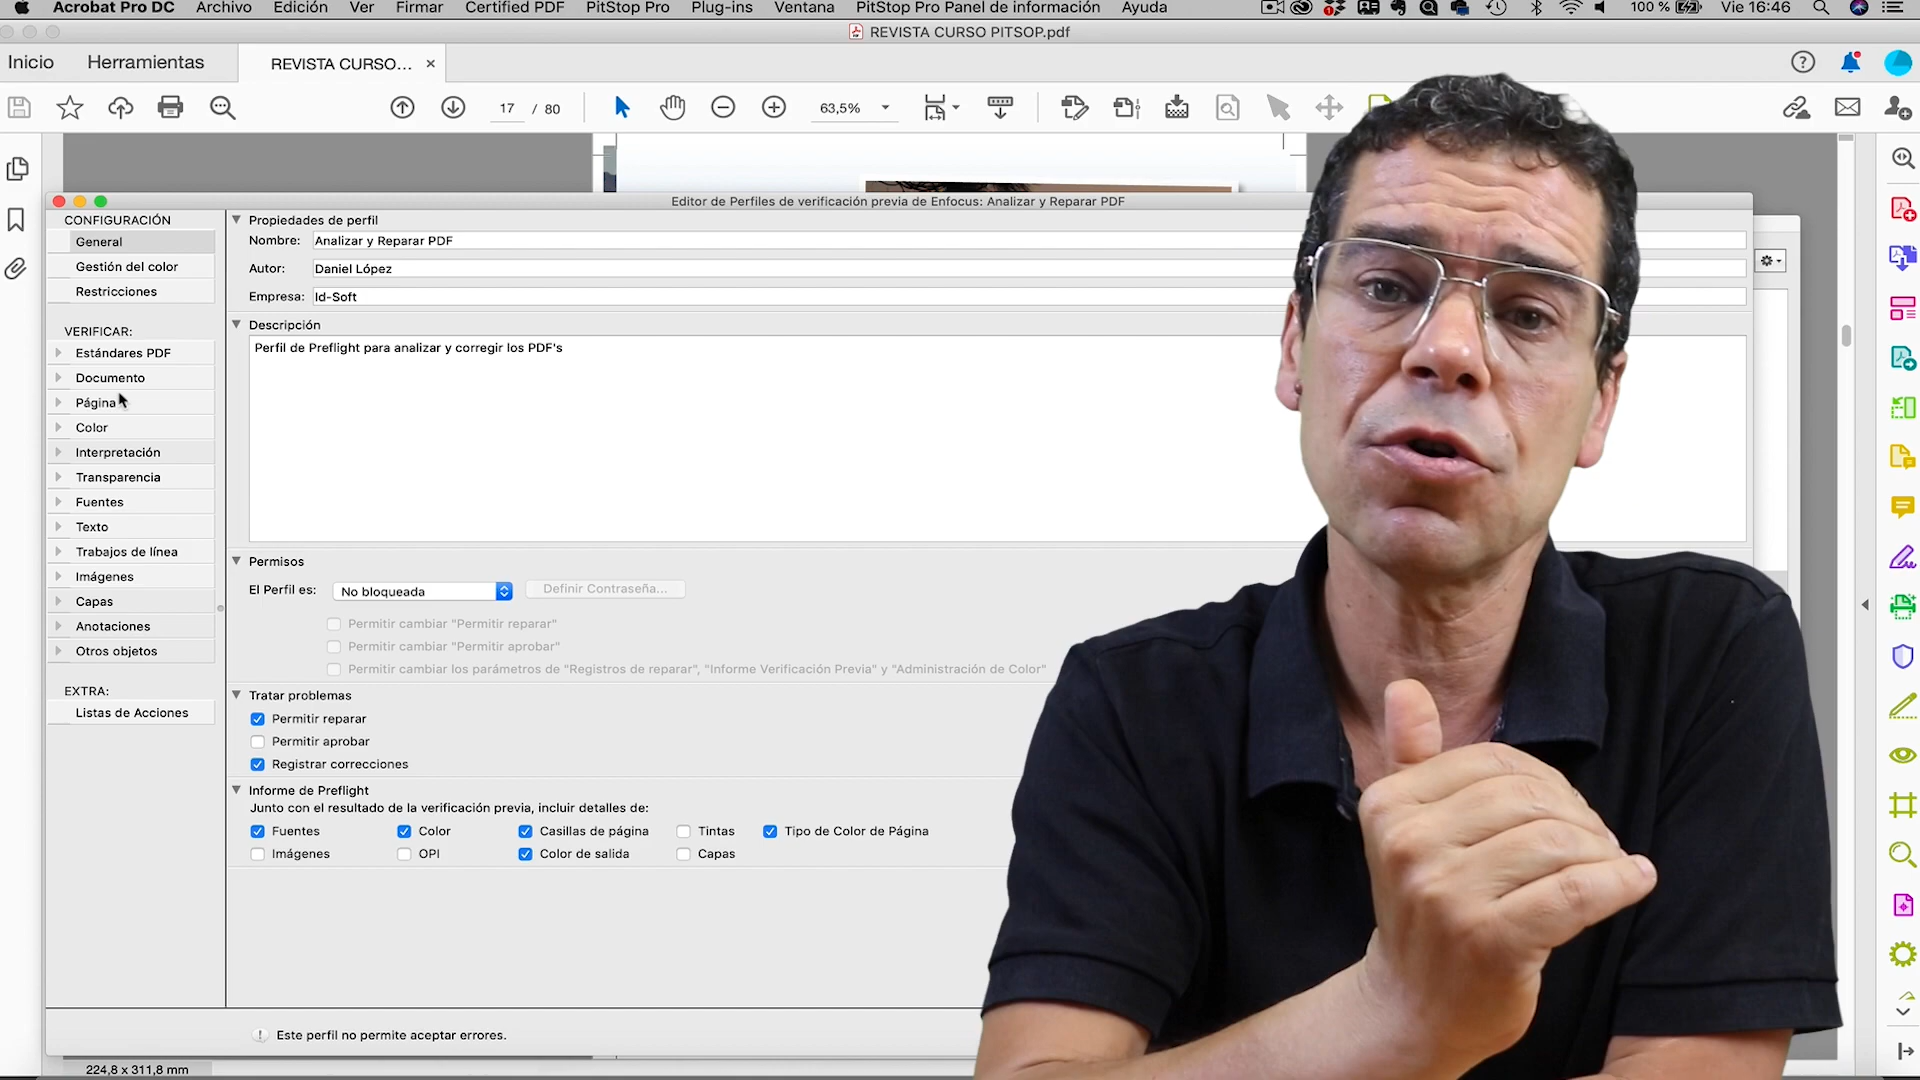 Acrobat Pro DC Archivo Edición Ver Firmar Certified PDF PitStop Pro Plug-ins Ventana PitStop Pro Panel de información Ayuda 100 % Vie 16:46
REVISTA CURSO PITSOP.pdf
Inicio Herramientas REVISTA CURSO... ×
17 / 80 63,5%
Editor de Perfiles de verificación previa de Enfocus: Analizar y Reparar PDF
CONFIGURACIÓN
General
Gestión del color
Restricciones
VERIFICAR:
Estándares PDF
Documento
Página
Color
Interpretación
Transparencia
Fuentes
Texto
Trabajos de línea
Imágenes
Capas
Anotaciones
Otros objetos
EXTRA:
Listas de Acciones
Propiedades de perfil
Nombre: Analizar y Reparar PDF
Autor: Daniel López
Empresa: Id-Soft
Descripción
Perfil de Preflight para analizar y corregir los PDF's
Permisos
El Perfil es: No bloqueada Definir Contraseña...
Permitir cambiar "Permitir reparar"
Permitir cambiar "Permitir aprobar"
Permitir cambiar los parámetros de "Registros de reparar", "Informe Verificación Previa" y "Administración de Color"
Tratar problemas
Permitir reparar
Permitir aprobar
Registrar correcciones
Informe de Preflight
Junto con el resultado de la verificación previa, incluir detalles de:
Fuentes Color Casillas de página Tintas Tipo de Color de Página
Imágenes OPI Color de salida Capas
Este perfil no permite aceptar errores.
224,8 x 311,8 mm